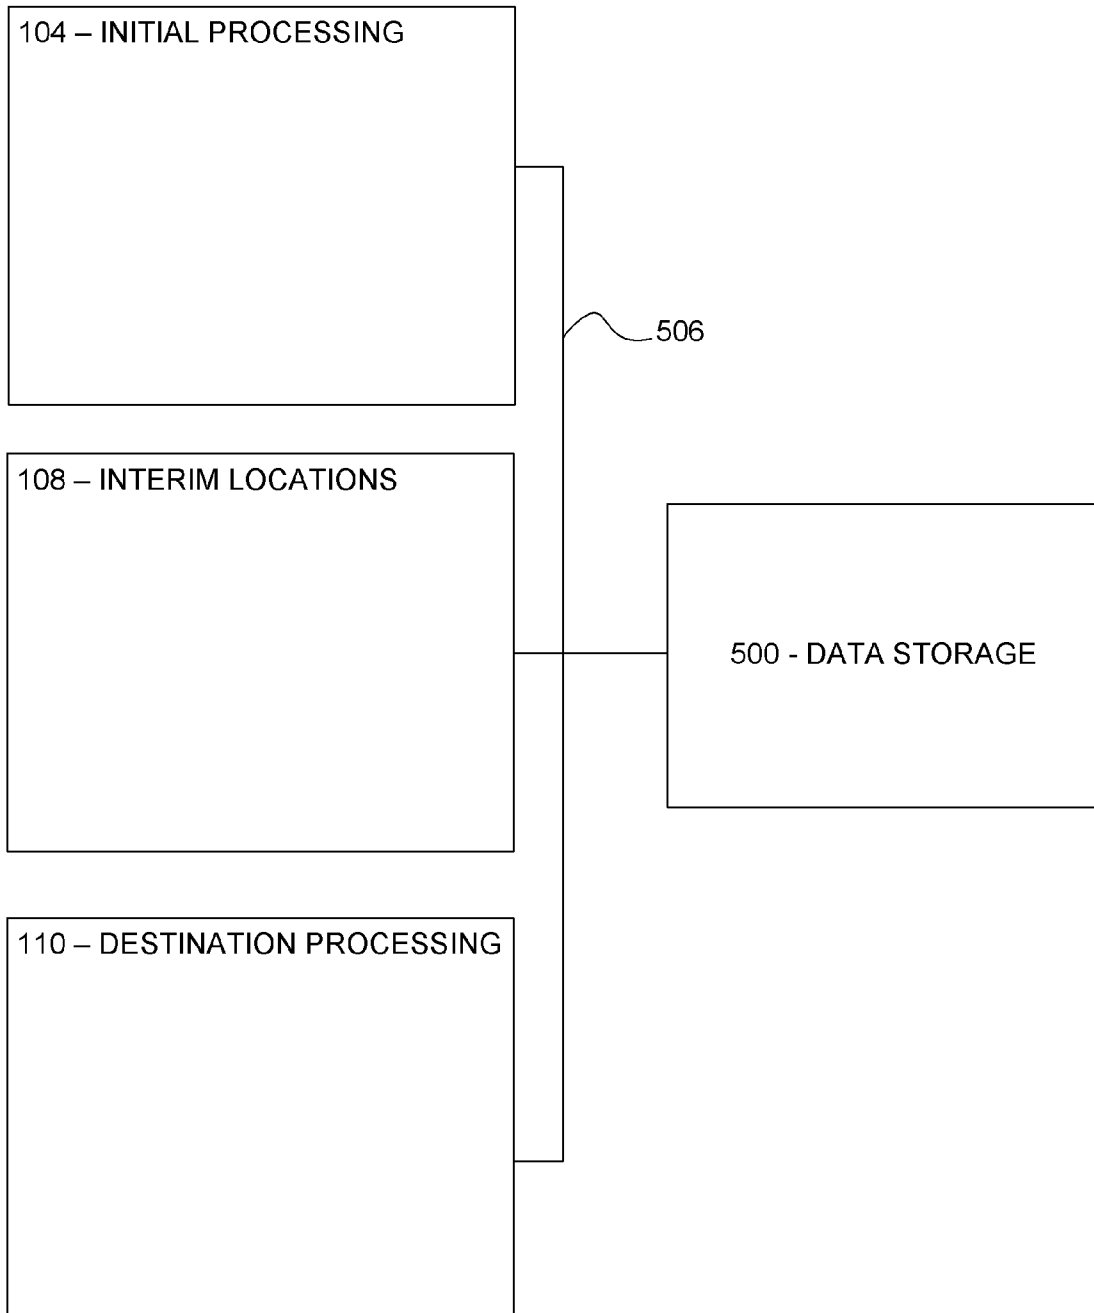 104 – INITIAL PROCESSING
506
108 – INTERIM LOCATIONS
500 - DATA STORAGE
110 – DESTINATION PROCESSING